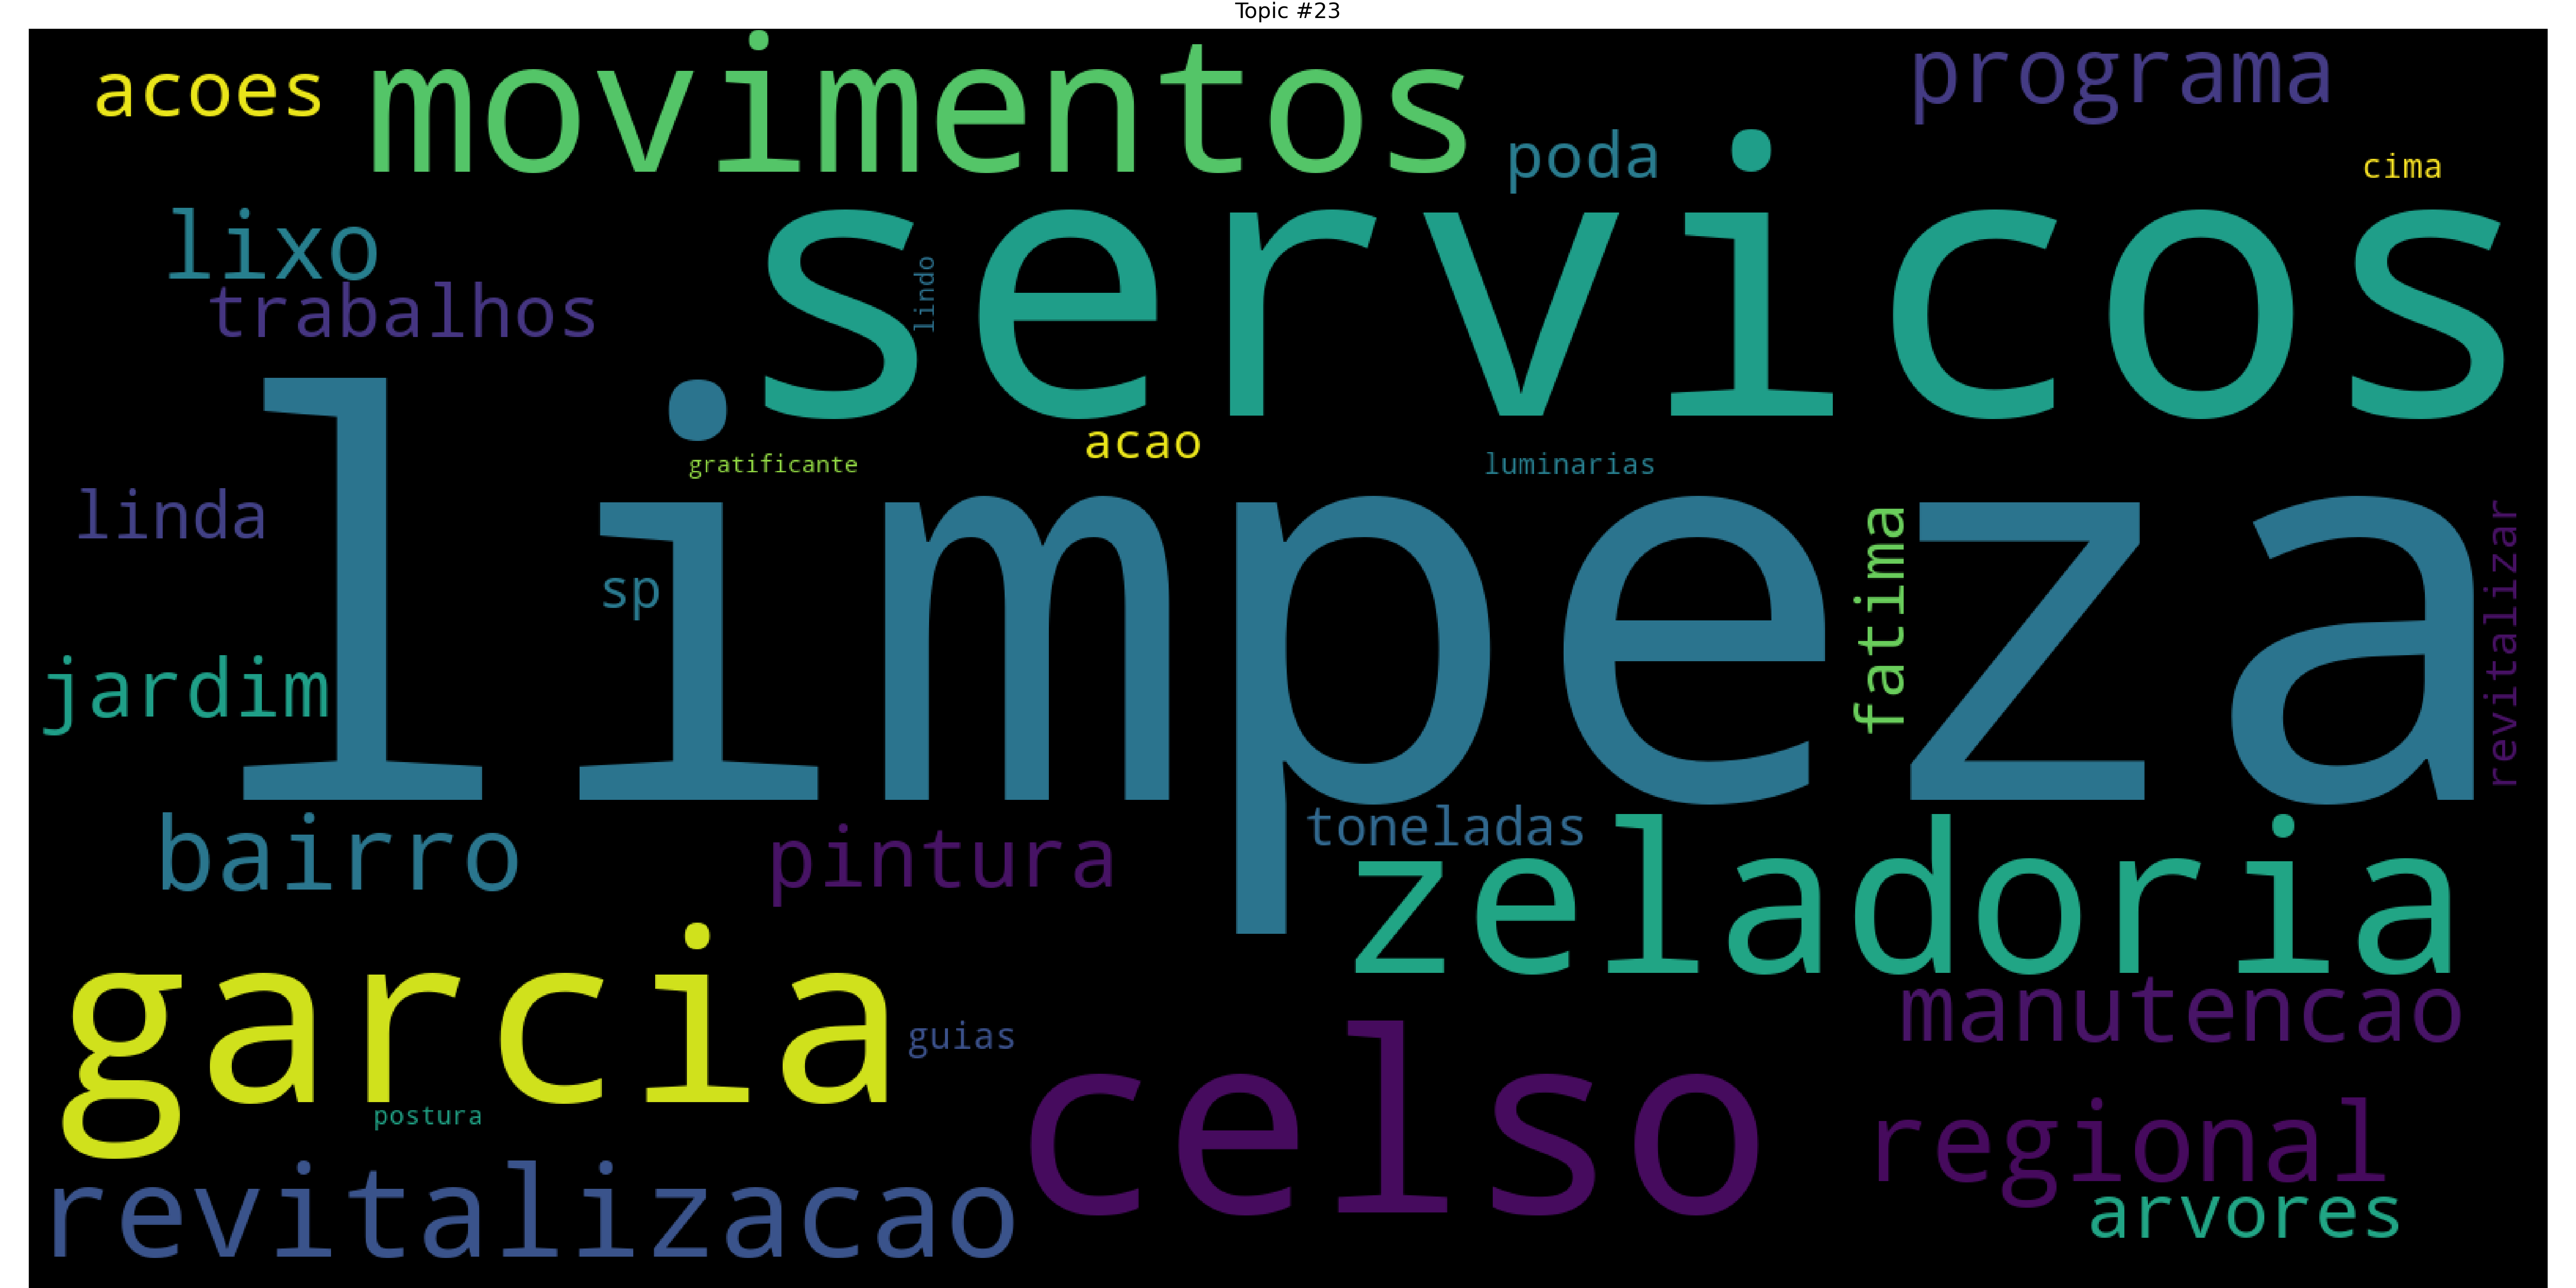 Topic #23
acoes
movimentos
programa
poda
cima
lixo
servicos
lindo
trabalhos
acao
gratificante
luminarias
linda
limpeza
sp
fatima
revitalizar
jardim
bairro
pintura
toneladas
zeladoria
garcia
guias
manutencao
celso
postura
regional
revitalizacao
arvores